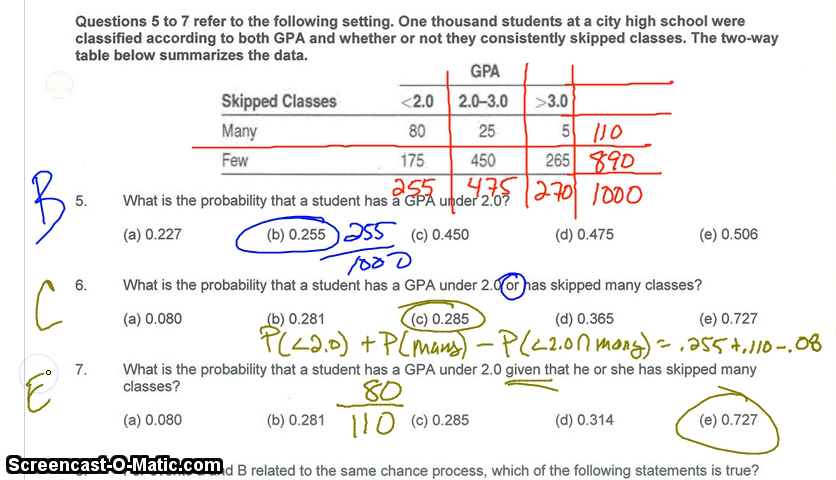 Questions 5 to 7 refer to the following setting. One thousand students at a city high school were
classified according to both GPA and whether or not they consistently skipped classes. The two-way
table below summarizes the data.
GPA
Skipped Classes <2.0 2.0–3.0 >3.0
Many 80 25 5 110
Few 175 450 265 890
255 475 270 1000
B 5. What is the probability that a student has a GPA under 2.0?
(a) 0.227 (b) 0.255 (c) 0.450 (d) 0.475 (e) 0.506
255
1000
C 6. What is the probability that a student has a GPA under 2.0 or has skipped many classes?
(a) 0.080 (b) 0.281 (c) 0.285 (d) 0.365 (e) 0.727
P(<2.0) + P(many) - P(<2.0 ∩ many) = .255 + .110 - .08
E 7. What is the probability that a student has a GPA under 2.0 given that he or she has skipped many
classes?
80
110
(a) 0.080 (b) 0.281 (c) 0.285 (d) 0.314 (e) 0.727
Screencast-O-Matic.com
B related to the same chance process, which of the following statements is true?